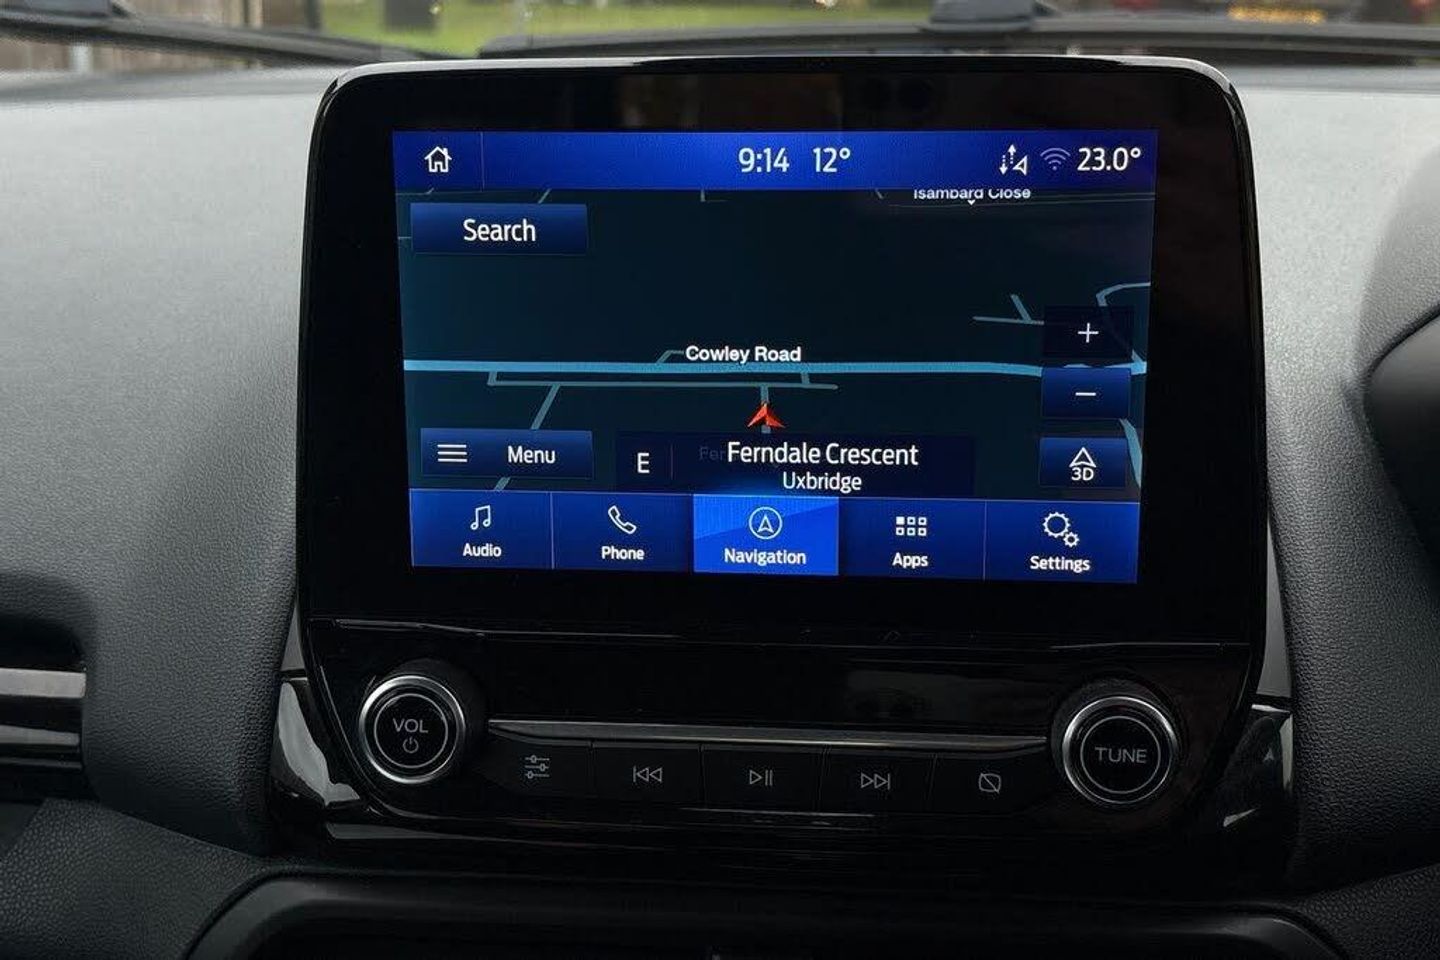 9:14 12° 23.0°
Isambard Close
Search
+
Cowley Road
−
Menu
E
Ferndale Crescent
Uxbridge
3D
Audio
Phone
Navigation
Apps
Settings
VOL
TUNE